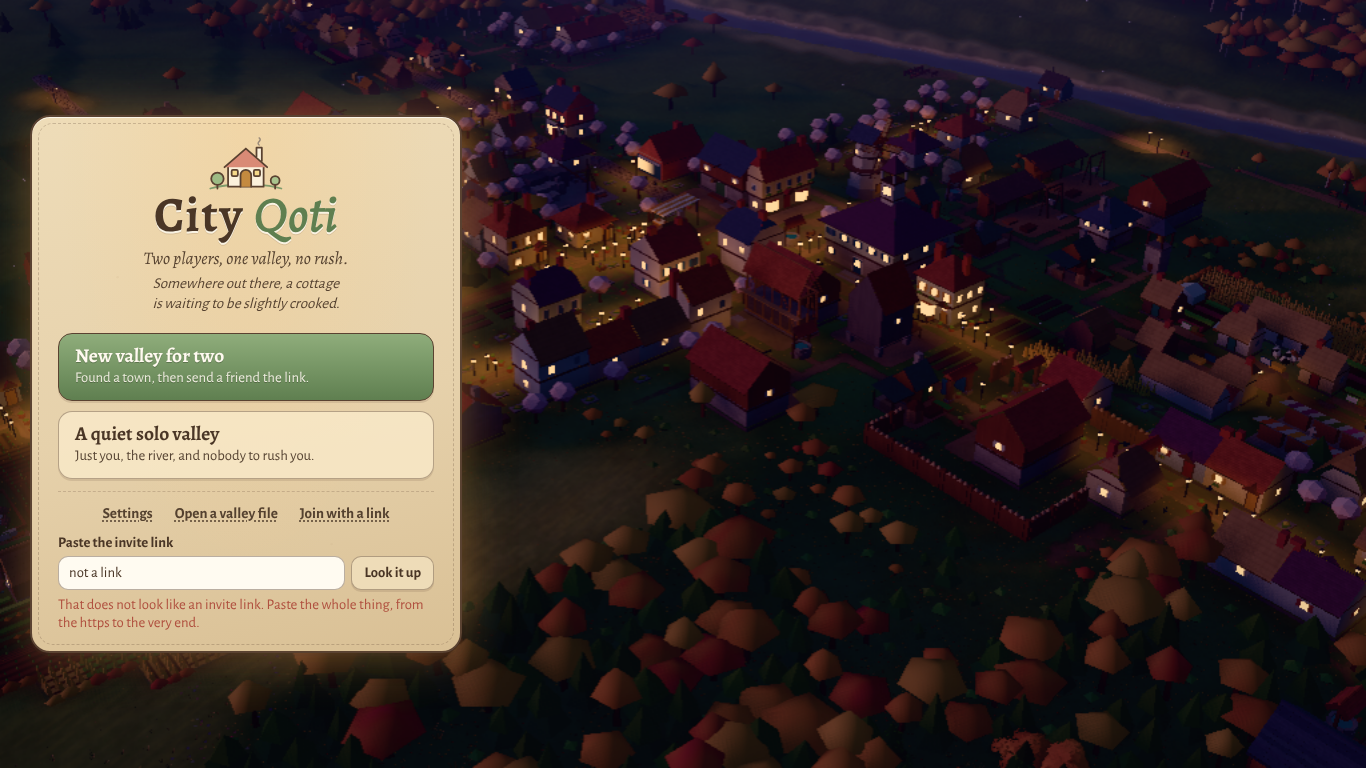 City Qoti
Two players, one valley, no rush.
Somewhere out there, a cottage
is waiting to be slightly crooked.
New valley for two
Found a town, then send a friend the link.
A quiet solo valley
Just you, the river, and nobody to rush you.
Settings Open a valley file Join with a link
Paste the invite link
not a link Look it up
That does not look like an invite link. Paste the whole thing, from
the https to the very end.